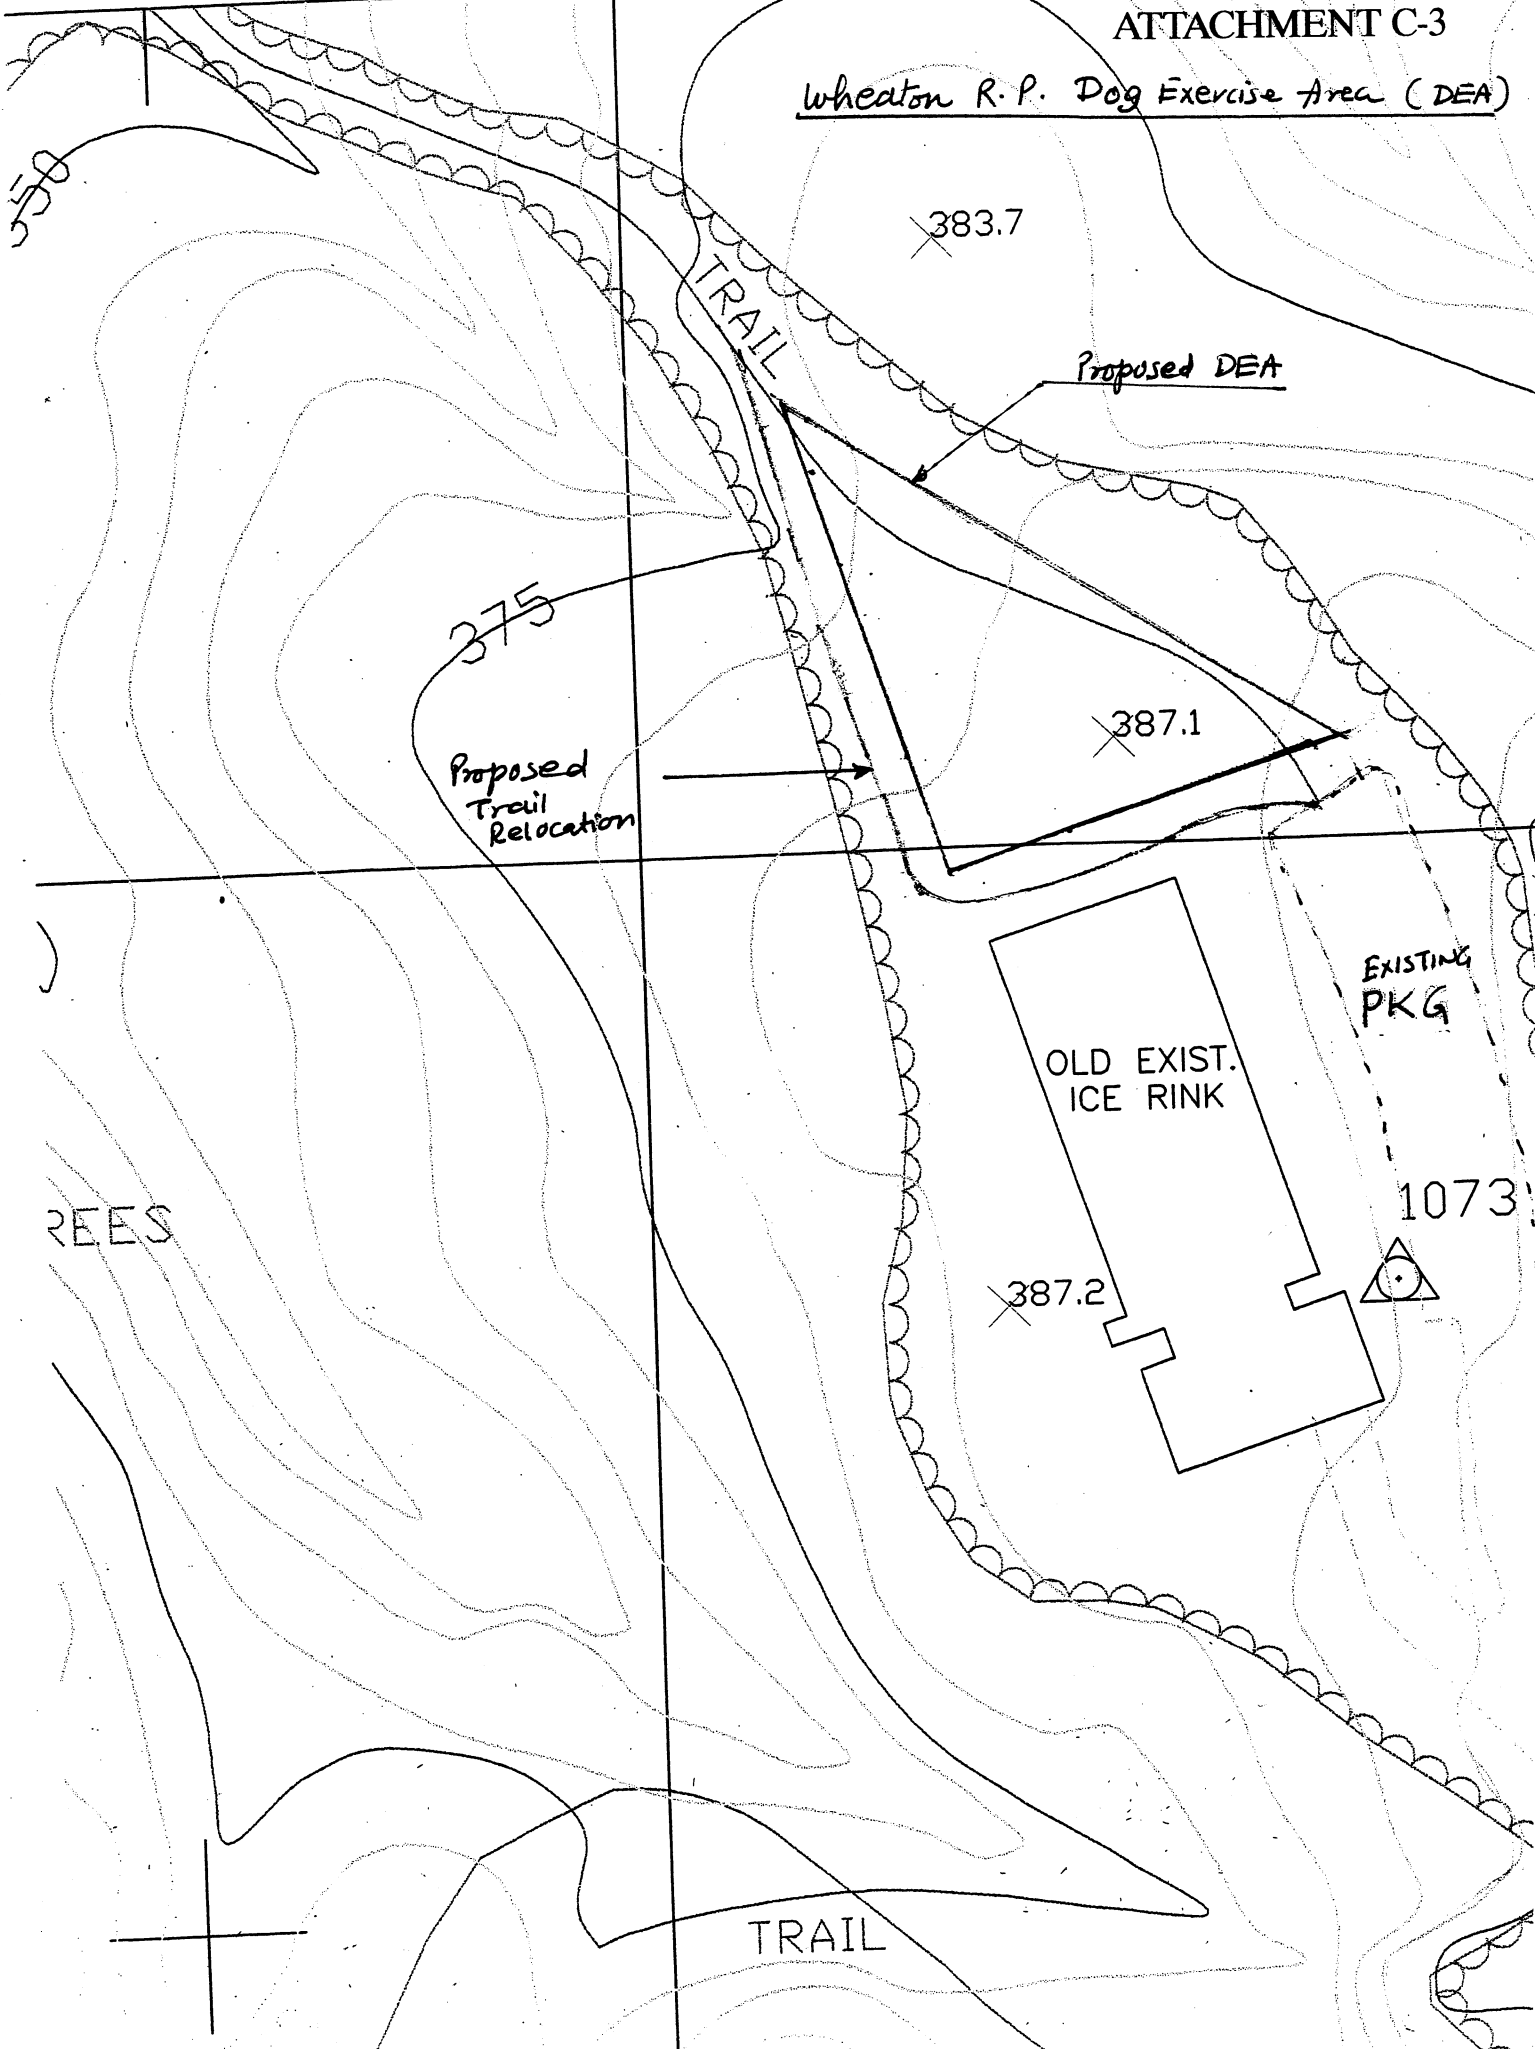 ATTACHMENT C-3
Wheaton R.P. Dog Exercise Area (DEA)
350
383.7
TRAIL
Proposed DEA
375
387.1
Proposed
Trail
Relocation
EXISTING
PKG
OLD EXIST.
ICE RINK
1073
REES
387.2
TRAIL